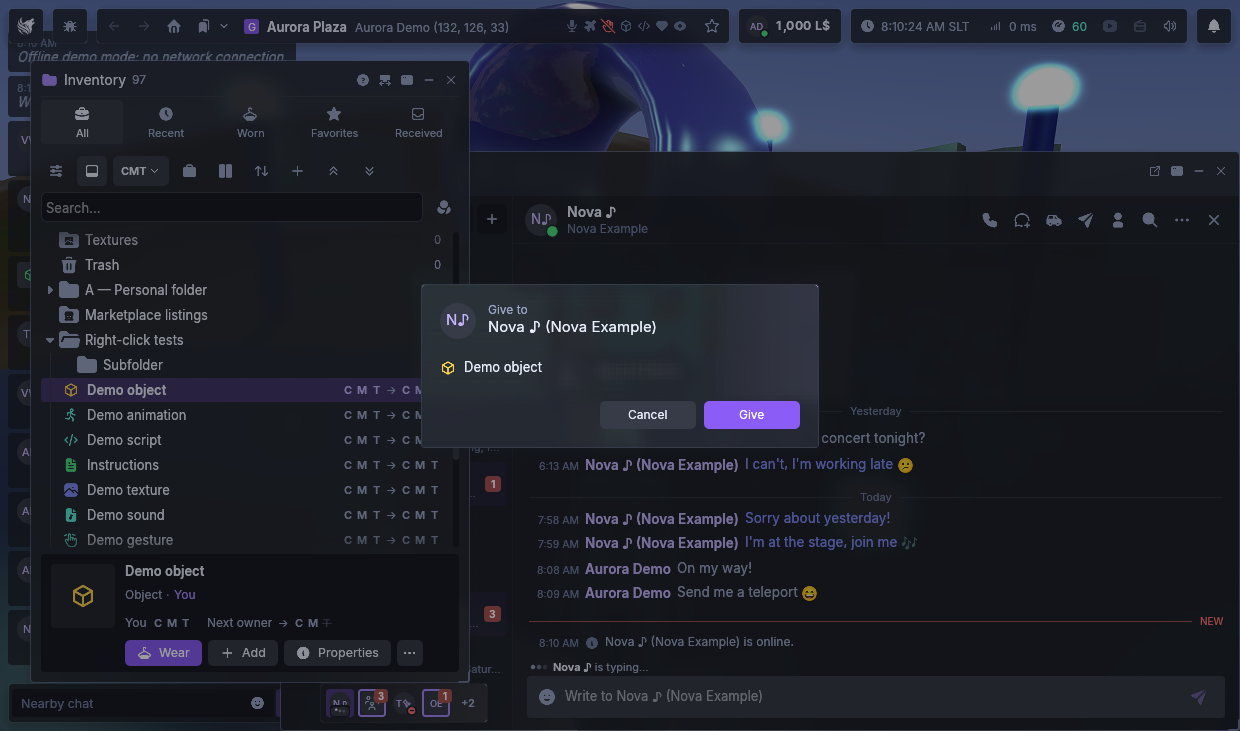 Aurora Plaza Aurora Demo (132, 126, 33)
AD 1,000 L$
8:10:24 AM SLT 0 ms 60
8:10 AM
Offline demo mode: no network connection.
Inventory 97
All Recent Worn Favorites Received
CMT
Search...
Textures 0
Trash 0
A — Personal folder
Marketplace listings
Right-click tests
Subfolder
Demo object C M T → C M
Demo animation C M T → C M
Demo script C M T → C M
Instructions C M T → C M T
Demo texture C M T → C M T
Demo sound C M T → C M T
Demo gesture C M T → C M T
Demo object
Object · You
You C M T Next owner → C M T
Wear Add Properties
Nearby chat
3
1
+2
1
3
N♪ Nova ♪
Nova Example
Give to
N♪ Nova ♪ (Nova Example)
Demo object
Cancel Give
Yesterday
concert tonight?
6:13 AM Nova ♪ (Nova Example) I can't, I'm working late 😕
Today
7:58 AM Nova ♪ (Nova Example) Sorry about yesterday!
7:59 AM Nova ♪ (Nova Example) I'm at the stage, join me 🎶
8:08 AM Aurora Demo On my way!
8:09 AM Aurora Demo Send me a teleport 😄
NEW
8:10 AM Nova ♪ (Nova Example) is online.
Nova ♪ is typing...
Write to Nova ♪ (Nova Example)